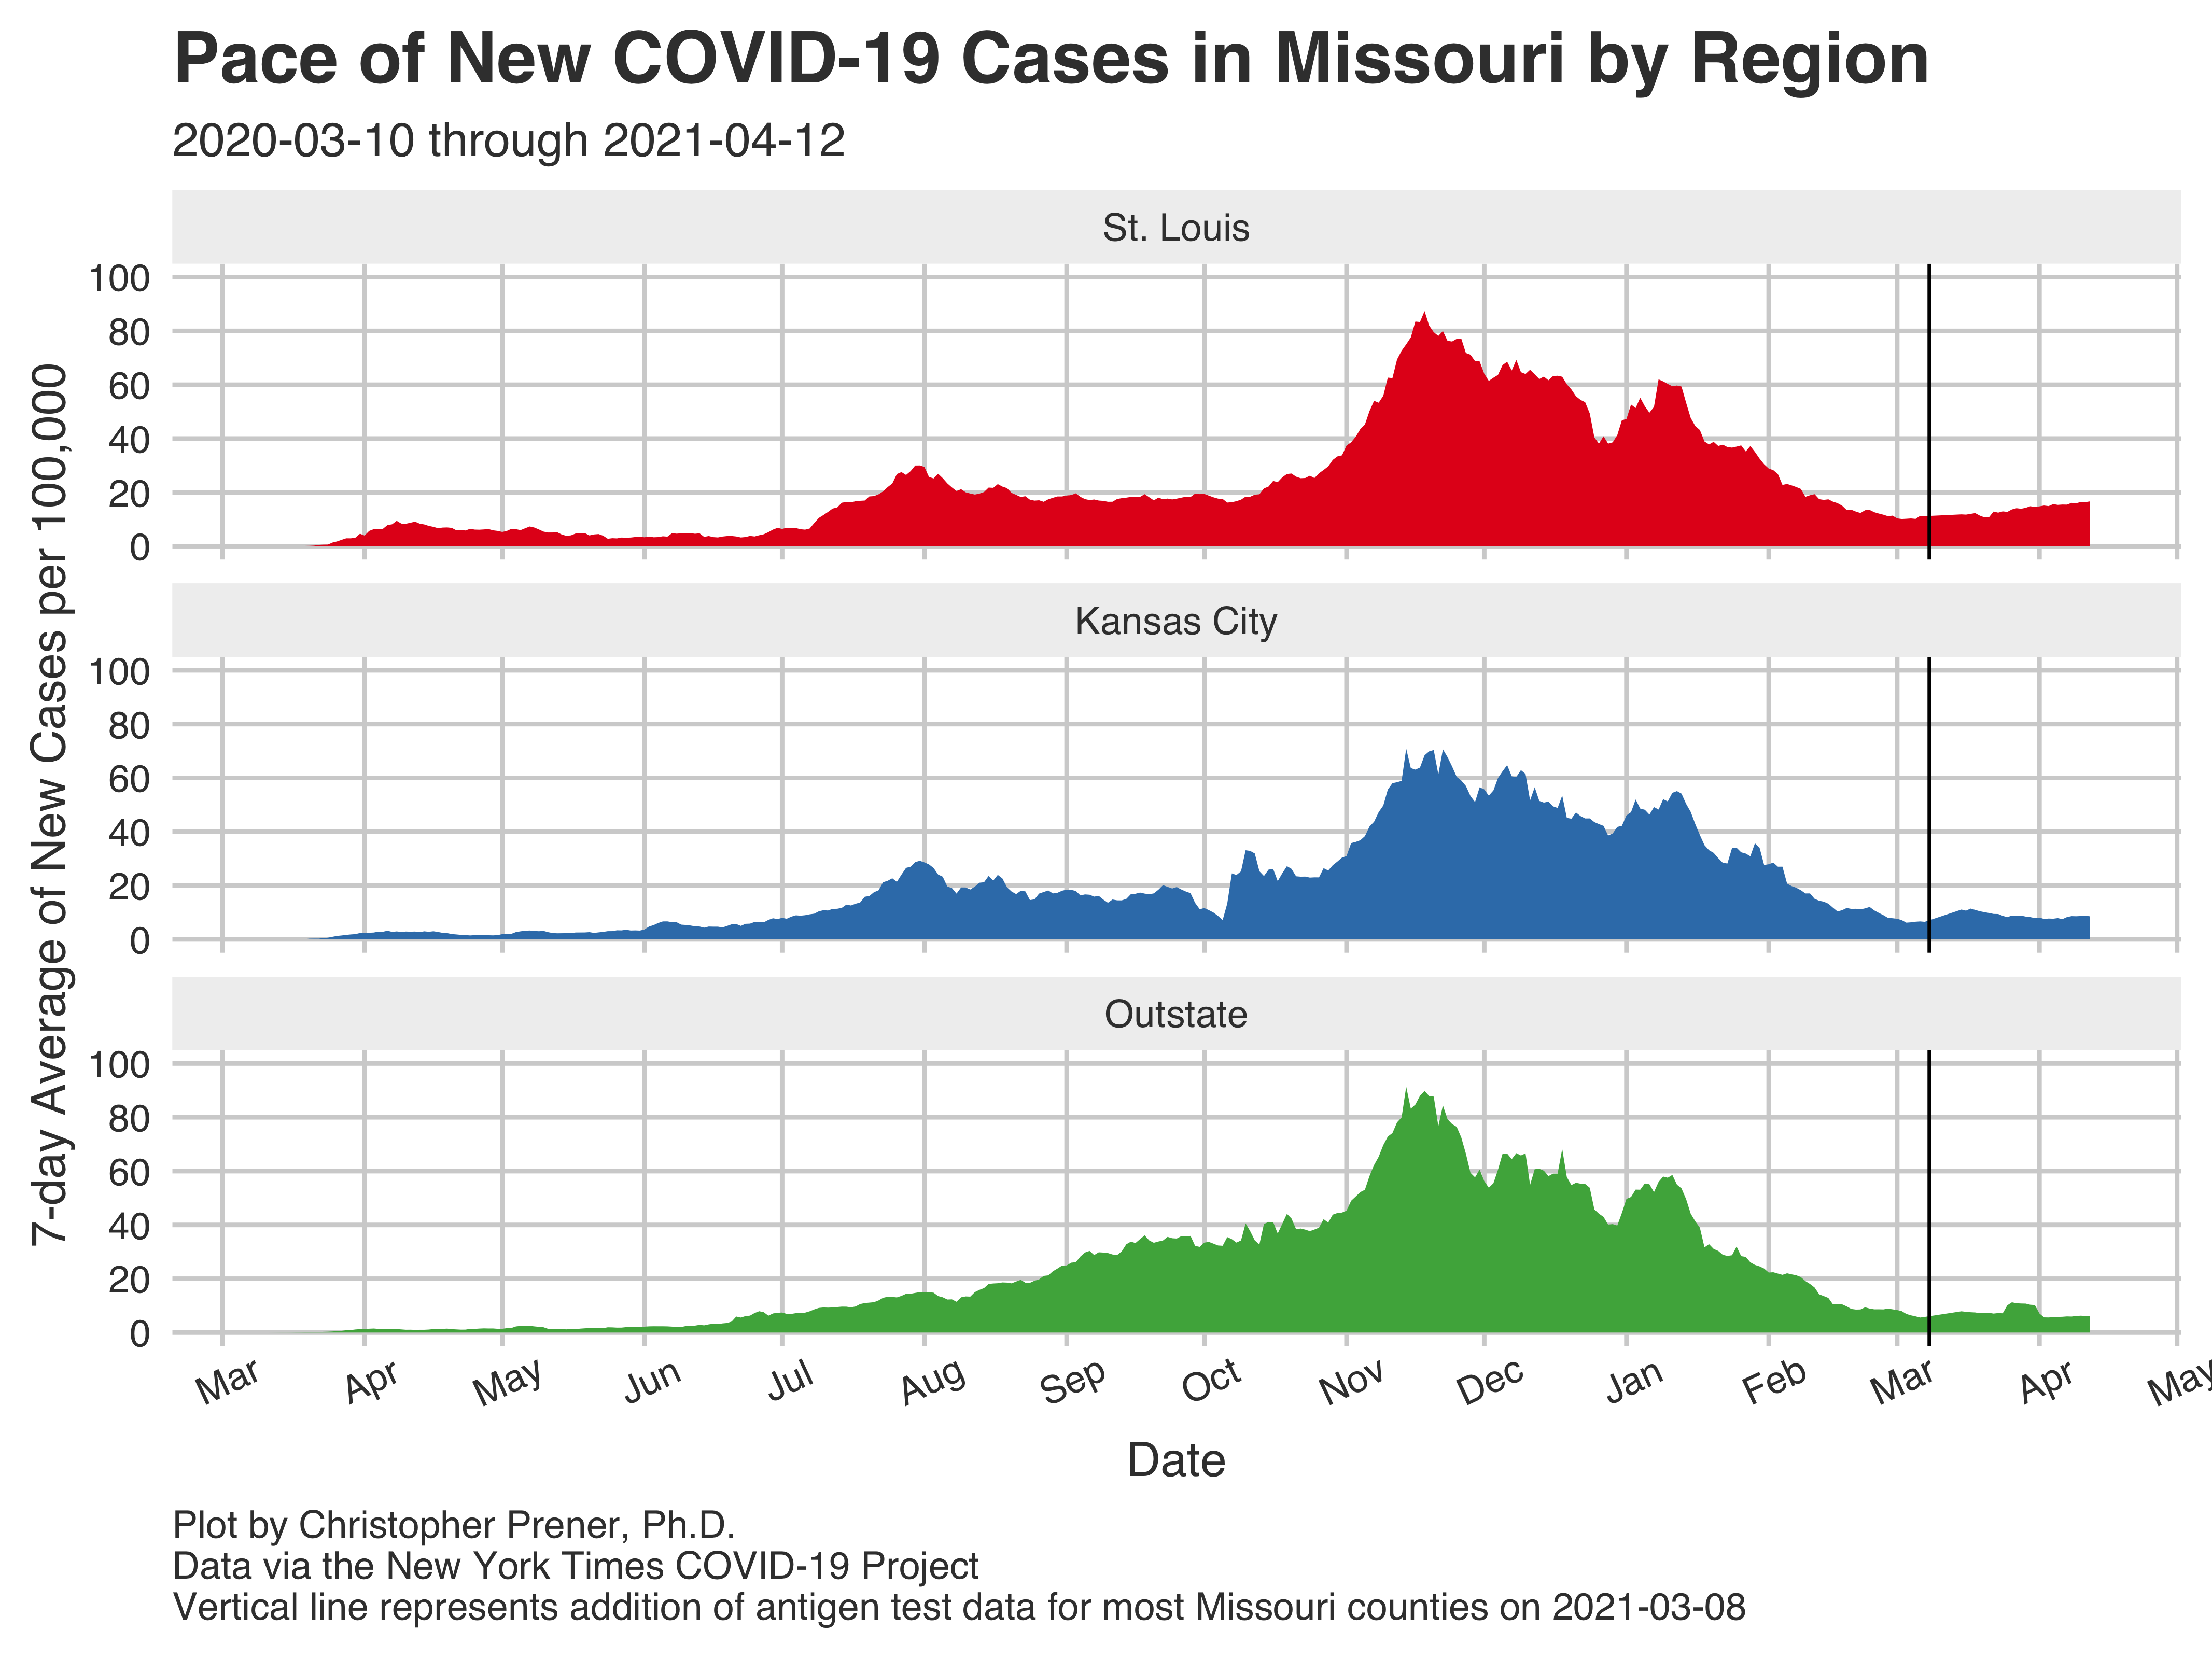 Pace of New COVID-19 Cases in Missouri by Region
2020-03-10 through 2021-04-12
7-day Average of New Cases per 100,000
St. Louis
100
80
60
40
20
0
Kansas City
100
80
60
40
20
0
Outstate
100
80
60
40
20
0
Mar Apr May Jun Jul Aug Sep Oct Nov Dec Jan Feb Mar Apr May
Date
Plot by Christopher Prener, Ph.D.
Data via the New York Times COVID-19 Project
Vertical line represents addition of antigen test data for most Missouri counties on 2021-03-08